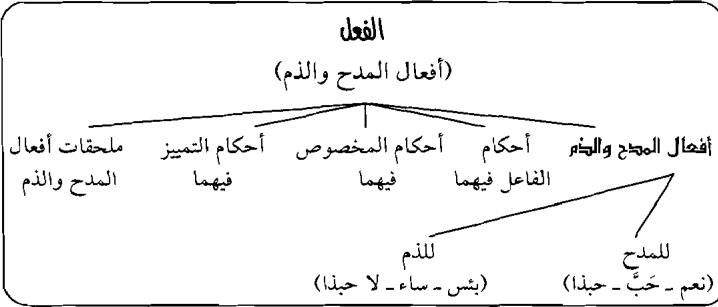 الفعل
(أفعال المدح والذم)
أفعال المدح والذم
أحكام
الفاعل فيهما
أحكام المخصوص
فيهما
أحكام التمييز
فيهما
ملحقات أفعال
المدح والذم
للمدح
(نعم ـ حَبَّ ـ حبذا)
للذم
(بئس ـ ساء ـ لا حبذا)